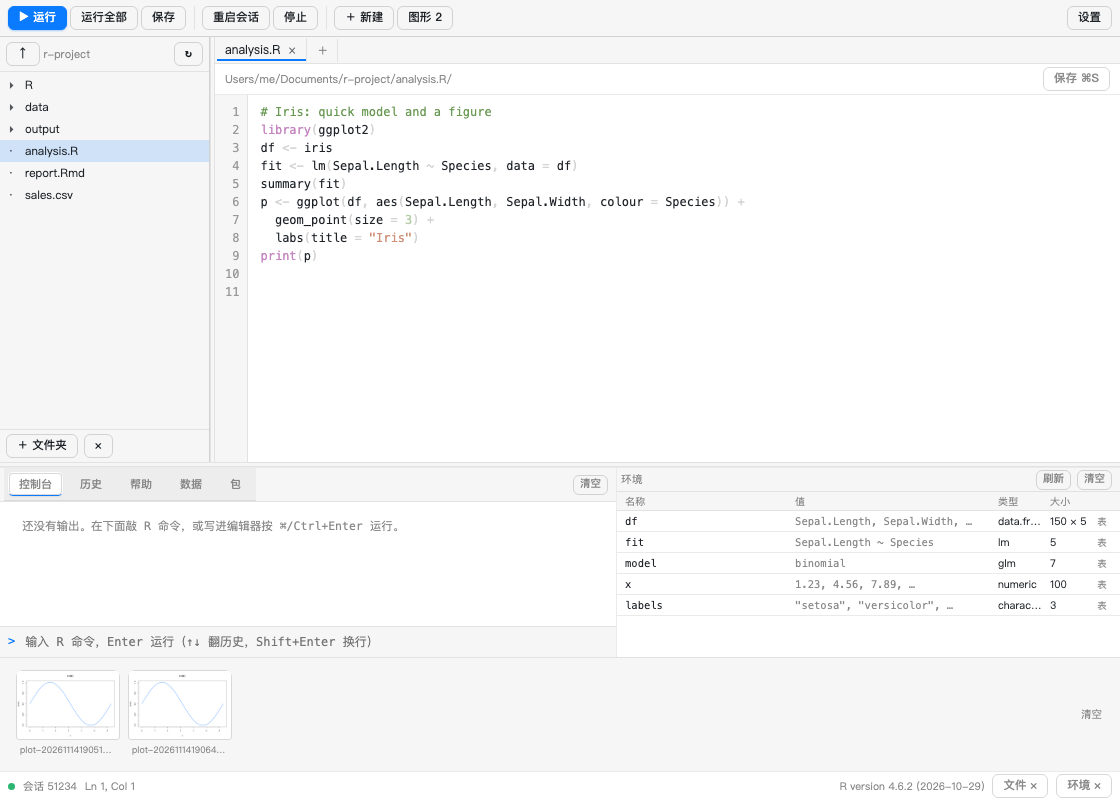 ▶ 运行 运行全部 保存 重启会话 停止 + 新建 图形 2 设置
↑ r-project ↻
R
data
output
analysis.R
report.Rmd
sales.csv
+ 文件夹 ×
analysis.R × +
Users/me/Documents/r-project/analysis.R/ 保存 ⌘S
1 # Iris: quick model and a figure
2 library(ggplot2)
3 df <- iris
4 fit <- lm(Sepal.Length ~ Species, data = df)
5 summary(fit)
6 p <- ggplot(df, aes(Sepal.Length, Sepal.Width, colour = Species)) +
7   geom_point(size = 3) +
8   labs(title = "Iris")
9 print(p)
10
11
控制台 历史 帮助 数据 包 清空
还没有输出。在下面敲 R 命令，或写进编辑器按 ⌘/Ctrl+Enter 运行。
> 输入 R 命令，Enter 运行（↑↓ 翻历史，Shift+Enter 换行）
环境 刷新 清空
名称 值 类型 大小
df Sepal.Length, Sepal.Width, … data.fr… 150 × 5 表
fit Sepal.Length ~ Species lm 5 表
model binomial glm 7 表
x 1.23, 4.56, 7.89, … numeric 100 表
labels "setosa", "versicolor", … charac… 3 表
plot-2026111419051… plot-2026111419064…
清空
会话 51234 Ln 1, Col 1 R version 4.6.2 (2026-10-29) 文件 × 环境 ×